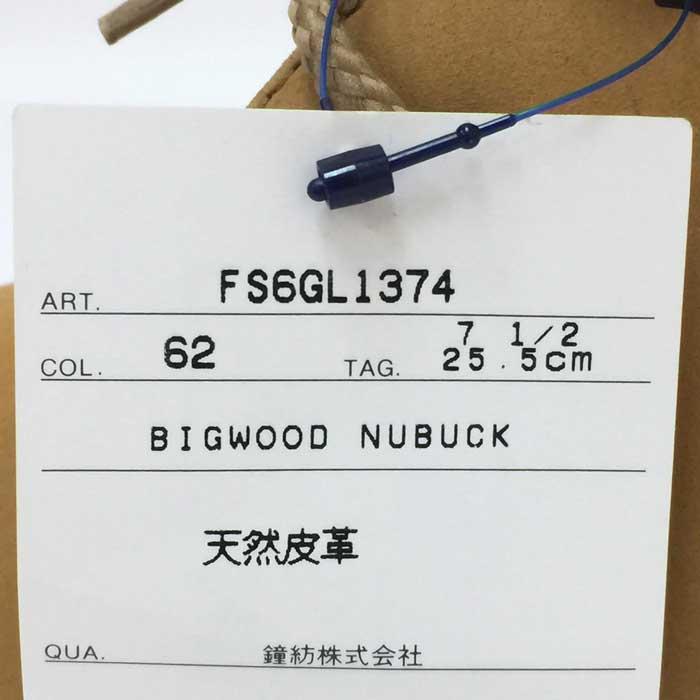 ART. FS6GL1374
7 1/2
COL. 62 TAG. 25.5cm
BIGWOOD NUBUCK
天然皮革
QUA. 鐘紡株式会社